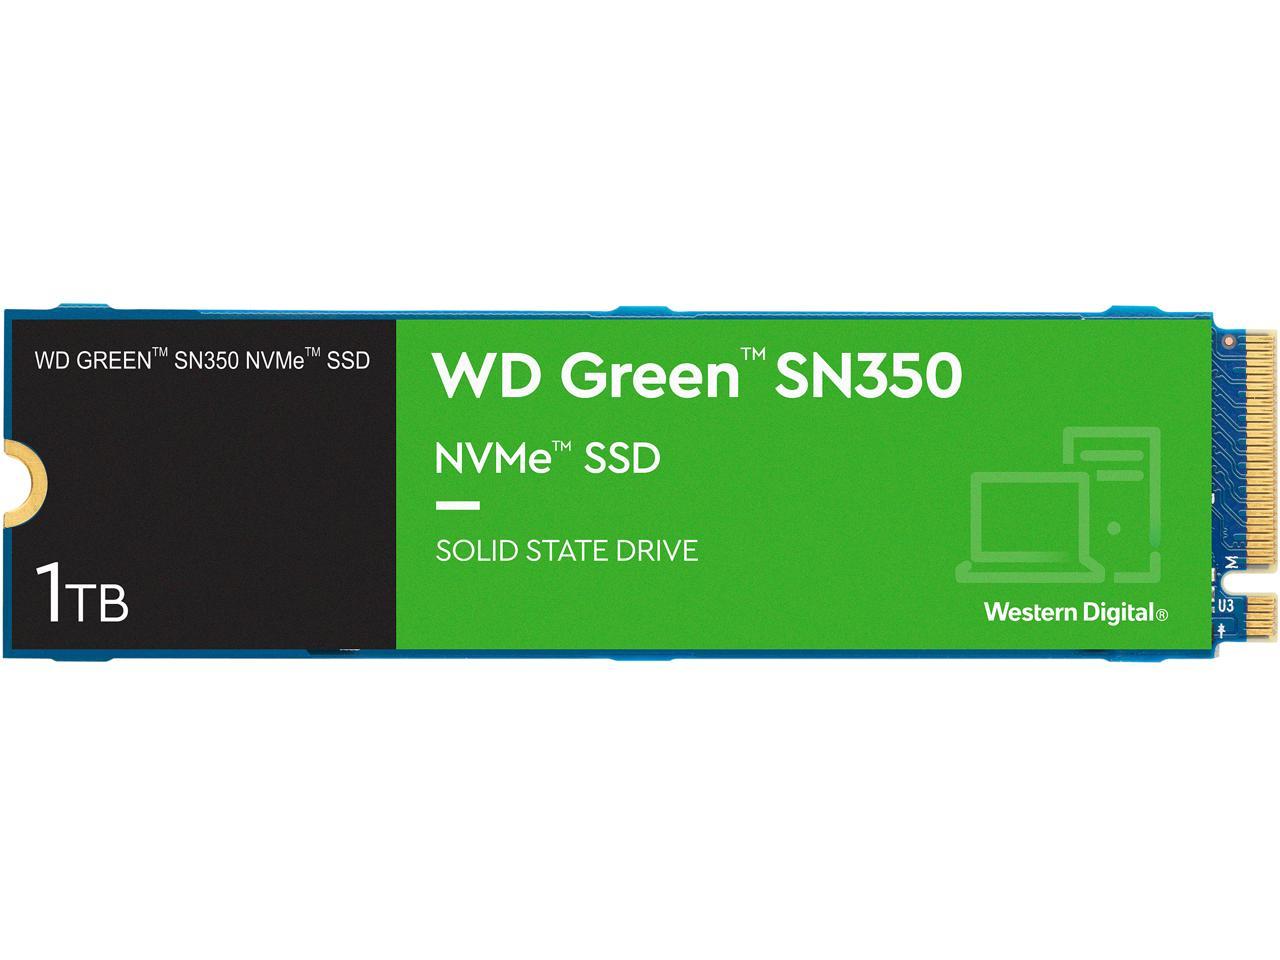 WD GREEN™ SN350 NVMe™ SSD
1TB
WD Green™ SN350
NVMe™ SSD
SOLID STATE DRIVE
Western Digital®
M
U3